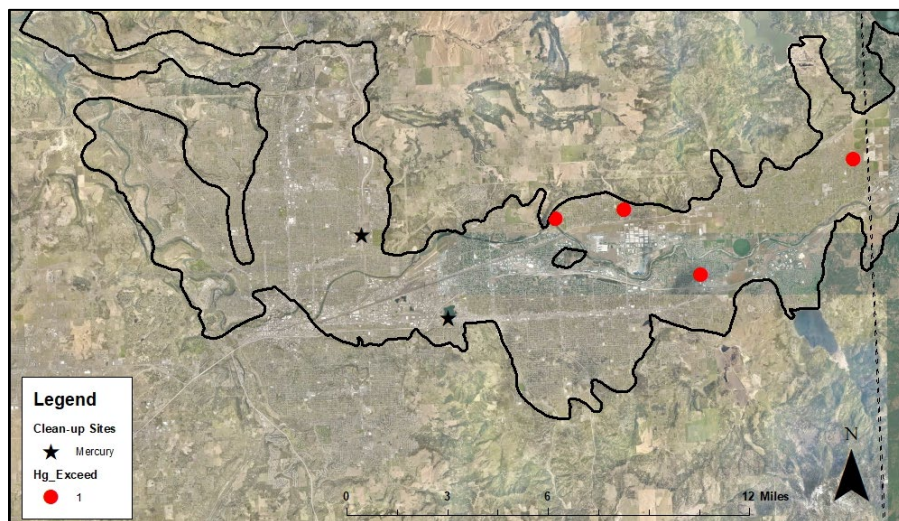 Legend
Clean-up Sites
Mercury
Hg_Exceed
1
0 3 6 12 Miles
N